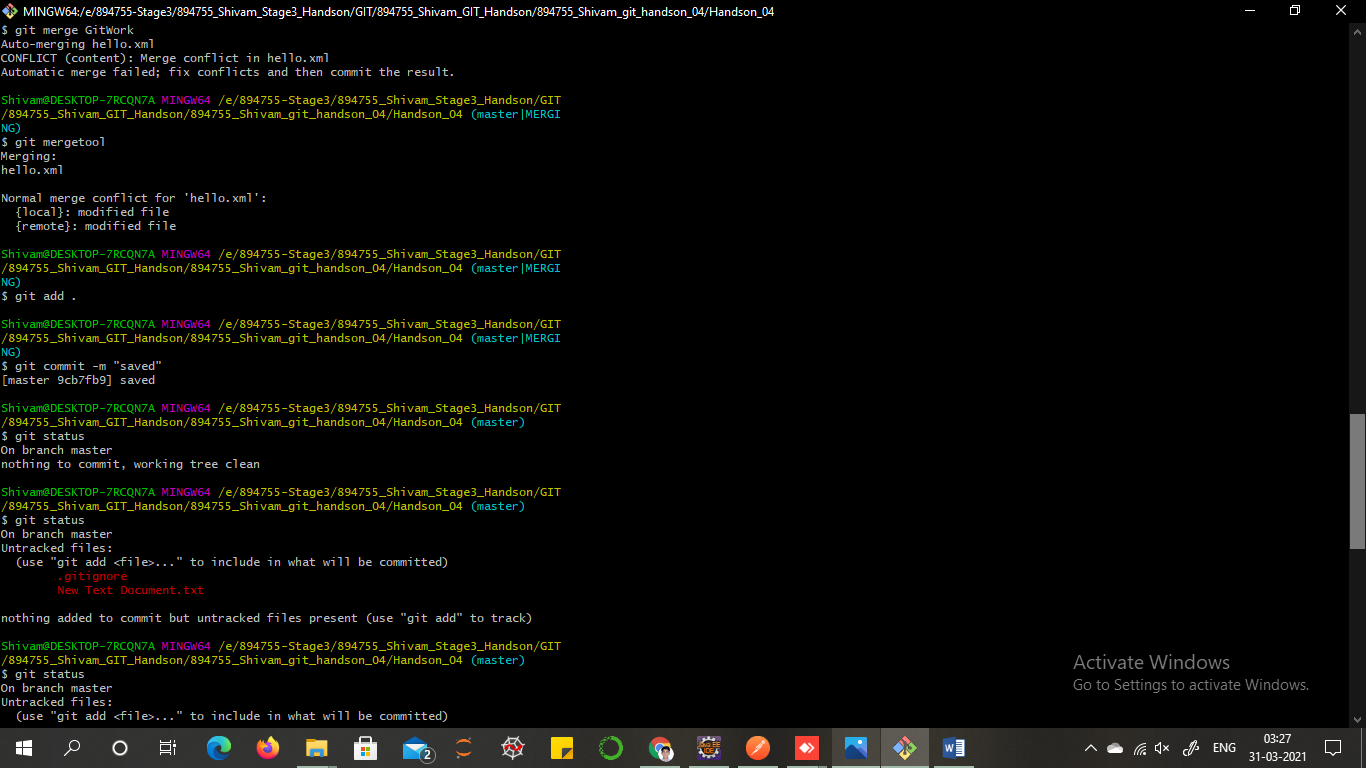 MINGW64:/e/894755-Stage3/894755_Shivam_Stage3_Handson/GIT/894755_Shivam_GIT_Handson/894755_Shivam_git_handson_04/Handson_04
$ git merge GitWork
Auto-merging hello.xml
CONFLICT (content): Merge conflict in hello.xml
Automatic merge failed; fix conflicts and then commit the result.
Shivam@DESKTOP-7RCQN7A MINGW64 /e/894755-Stage3/894755_Shivam_Stage3_Handson/GIT
/894755_Shivam_GIT_Handson/894755_Shivam_git_handson_04/Handson_04 (master|MERGI
NG)
$ git mergetool
Merging:
hello.xml
Normal merge conflict for 'hello.xml':
  {local}: modified file
  {remote}: modified file
Shivam@DESKTOP-7RCQN7A MINGW64 /e/894755-Stage3/894755_Shivam_Stage3_Handson/GIT
/894755_Shivam_GIT_Handson/894755_Shivam_git_handson_04/Handson_04 (master|MERGI
NG)
$ git add .
Shivam@DESKTOP-7RCQN7A MINGW64 /e/894755-Stage3/894755_Shivam_Stage3_Handson/GIT
/894755_Shivam_GIT_Handson/894755_Shivam_git_handson_04/Handson_04 (master|MERGI
NG)
$ git commit -m "saved"
[master 9cb7fb9] saved
Shivam@DESKTOP-7RCQN7A MINGW64 /e/894755-Stage3/894755_Shivam_Stage3_Handson/GIT
/894755_Shivam_GIT_Handson/894755_Shivam_git_handson_04/Handson_04 (master)
$ git status
On branch master
nothing to commit, working tree clean
Shivam@DESKTOP-7RCQN7A MINGW64 /e/894755-Stage3/894755_Shivam_Stage3_Handson/GIT
/894755_Shivam_GIT_Handson/894755_Shivam_git_handson_04/Handson_04 (master)
$ git status
On branch master
Untracked files:
  (use "git add <file>..." to include in what will be committed)
        .gitignore
        New Text Document.txt
nothing added to commit but untracked files present (use "git add" to track)
Shivam@DESKTOP-7RCQN7A MINGW64 /e/894755-Stage3/894755_Shivam_Stage3_Handson/GIT
/894755_Shivam_GIT_Handson/894755_Shivam_git_handson_04/Handson_04 (master)
$ git status
On branch master
Untracked files:
  (use "git add <file>..." to include in what will be committed)
Activate Windows
Go to Settings to activate Windows.
2
Java EE
IDE
ENG
03:27
31-03-2021